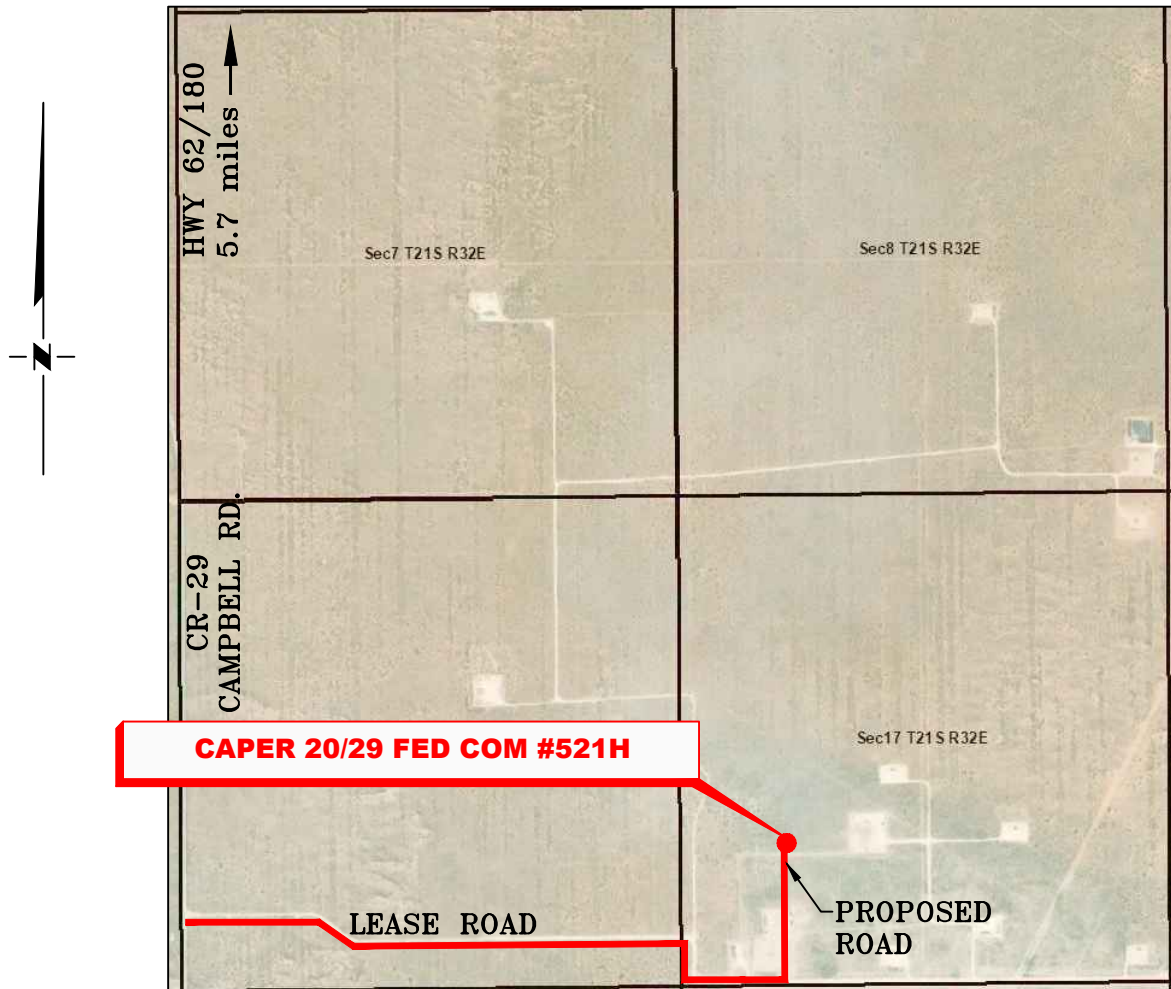 HWY 62/180
5.7 miles
Sec7 T21S R32E
Sec8 T21S R32E
N
CR-29
CAMPBELL RD.
CAPER 20/29 FED COM #521H
Sec17 T21S R32E
LEASE ROAD
PROPOSED
ROAD